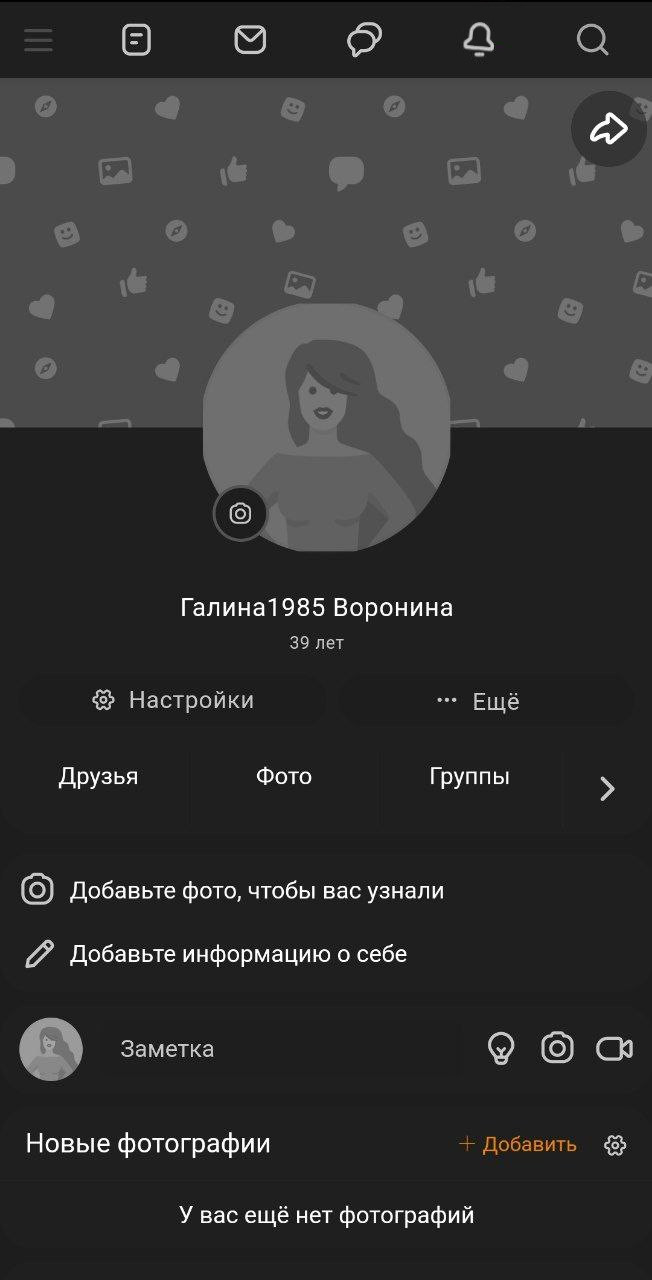 Галина1985 Воронина
39 лет
Настройки
Ещё
Друзья
Фото
Группы
Добавьте фото, чтобы вас узнали
Добавьте информацию о себе
Заметка
Новые фотографии
+ Добавить
У вас ещё нет фотографий